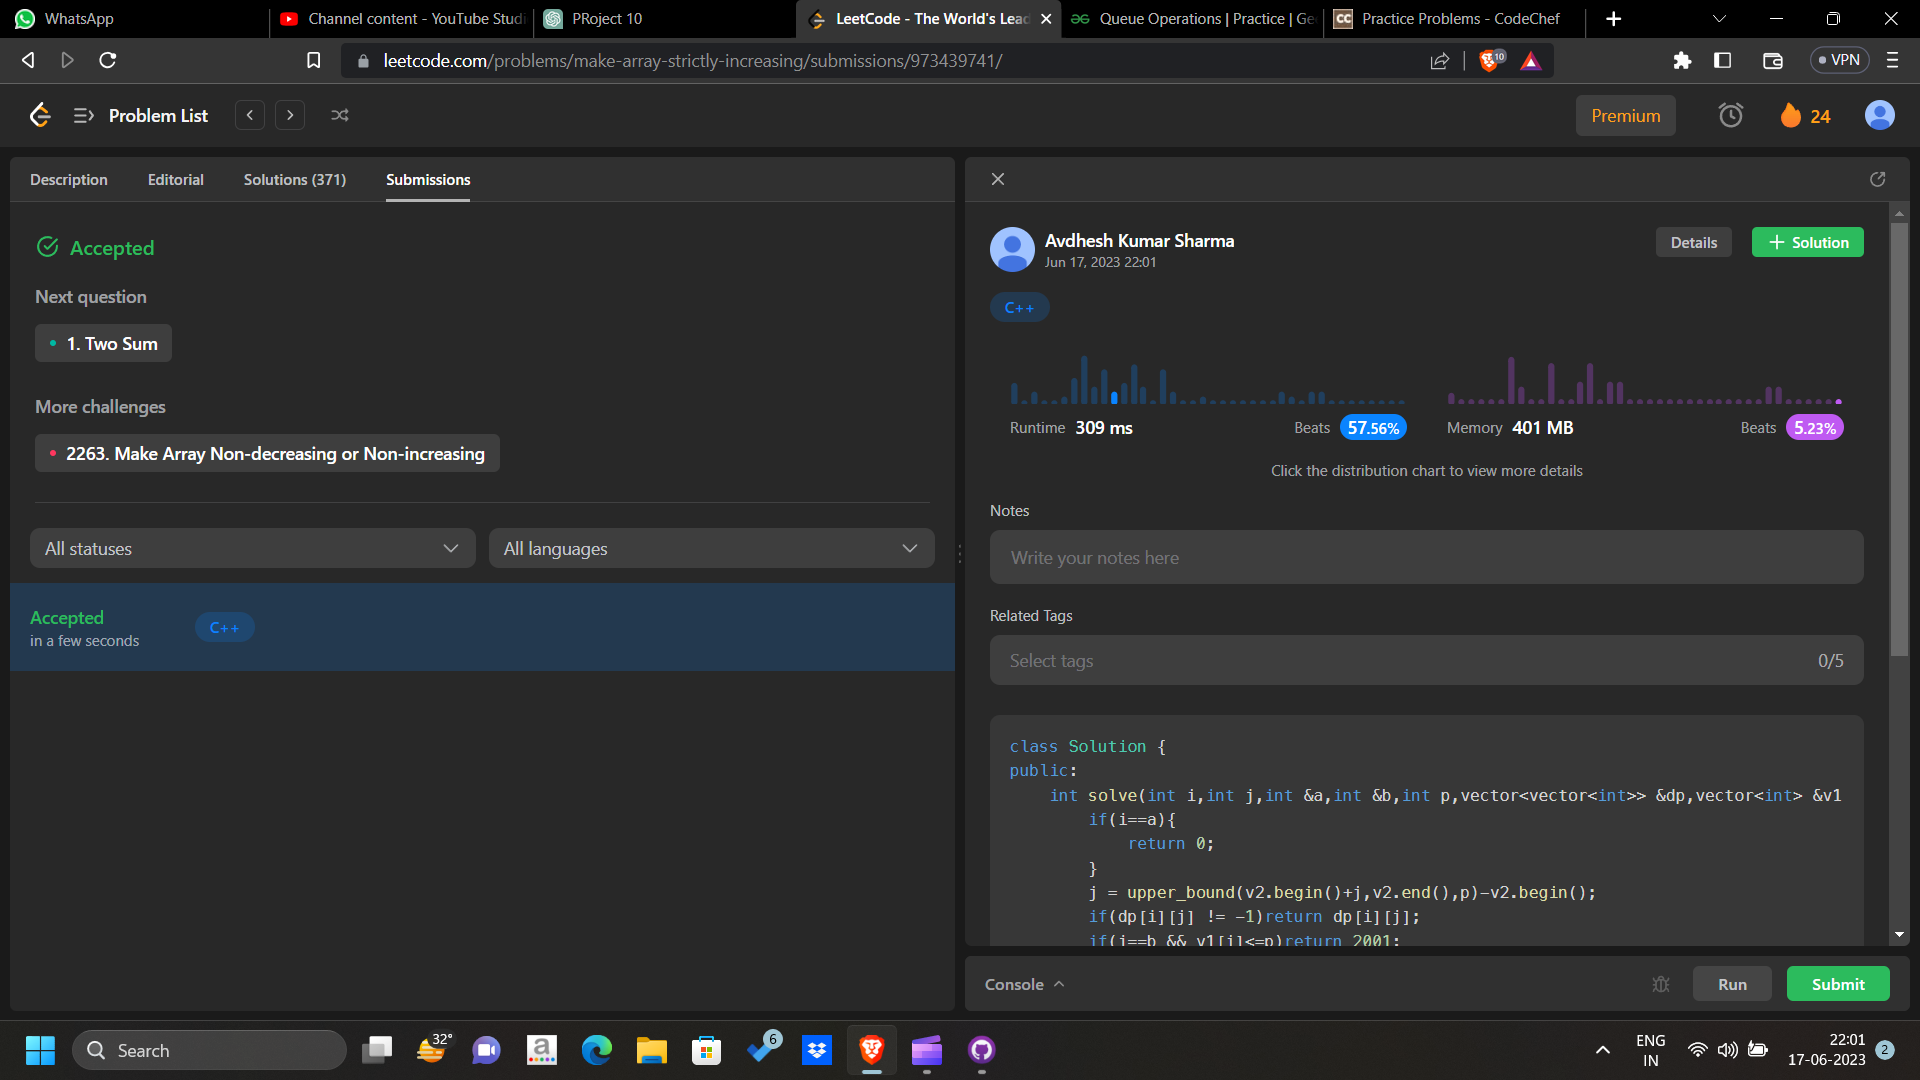 WhatsApp
Channel content - YouTube Studi
PRoject 10
LeetCode - The World's Lead
Queue Operations | Practice | Ge
CC
Practice Problems - CodeChef
leetcode.com/problems/make-array-strictly-increasing/submissions/973439741/
10
VPN
Problem List
Premium
24
Description
Editorial
Solutions (371)
Submissions
Accepted
Next question
1. Two Sum
More challenges
2263. Make Array Non-decreasing or Non-increasing
All statuses
All languages
Accepted
in a few seconds
C++
Avdhesh Kumar Sharma
Jun 17, 2023 22:01
Details
+ Solution
C++
Runtime 309 ms
Beats 57.56%
Memory 401 MB
Beats 5.23%
Click the distribution chart to view more details
Notes
Write your notes here
Related Tags
Select tags
0/5
class Solution {
public:
int solve(int i,int j,int &a,int &b,int p,vector<vector<int>> &dp,vector<int> &v1
if(i==a){
return 0;
}
j = upper_bound(v2.begin()+j,v2.end(),p)-v2.begin();
if(dp[i][j] != -1)return dp[i][j];
if(j==b && v1[i]<=p)return 2001;
Console
Run
Submit
Search
32°
a
6
ENG
IN
22:01
17-06-2023
2